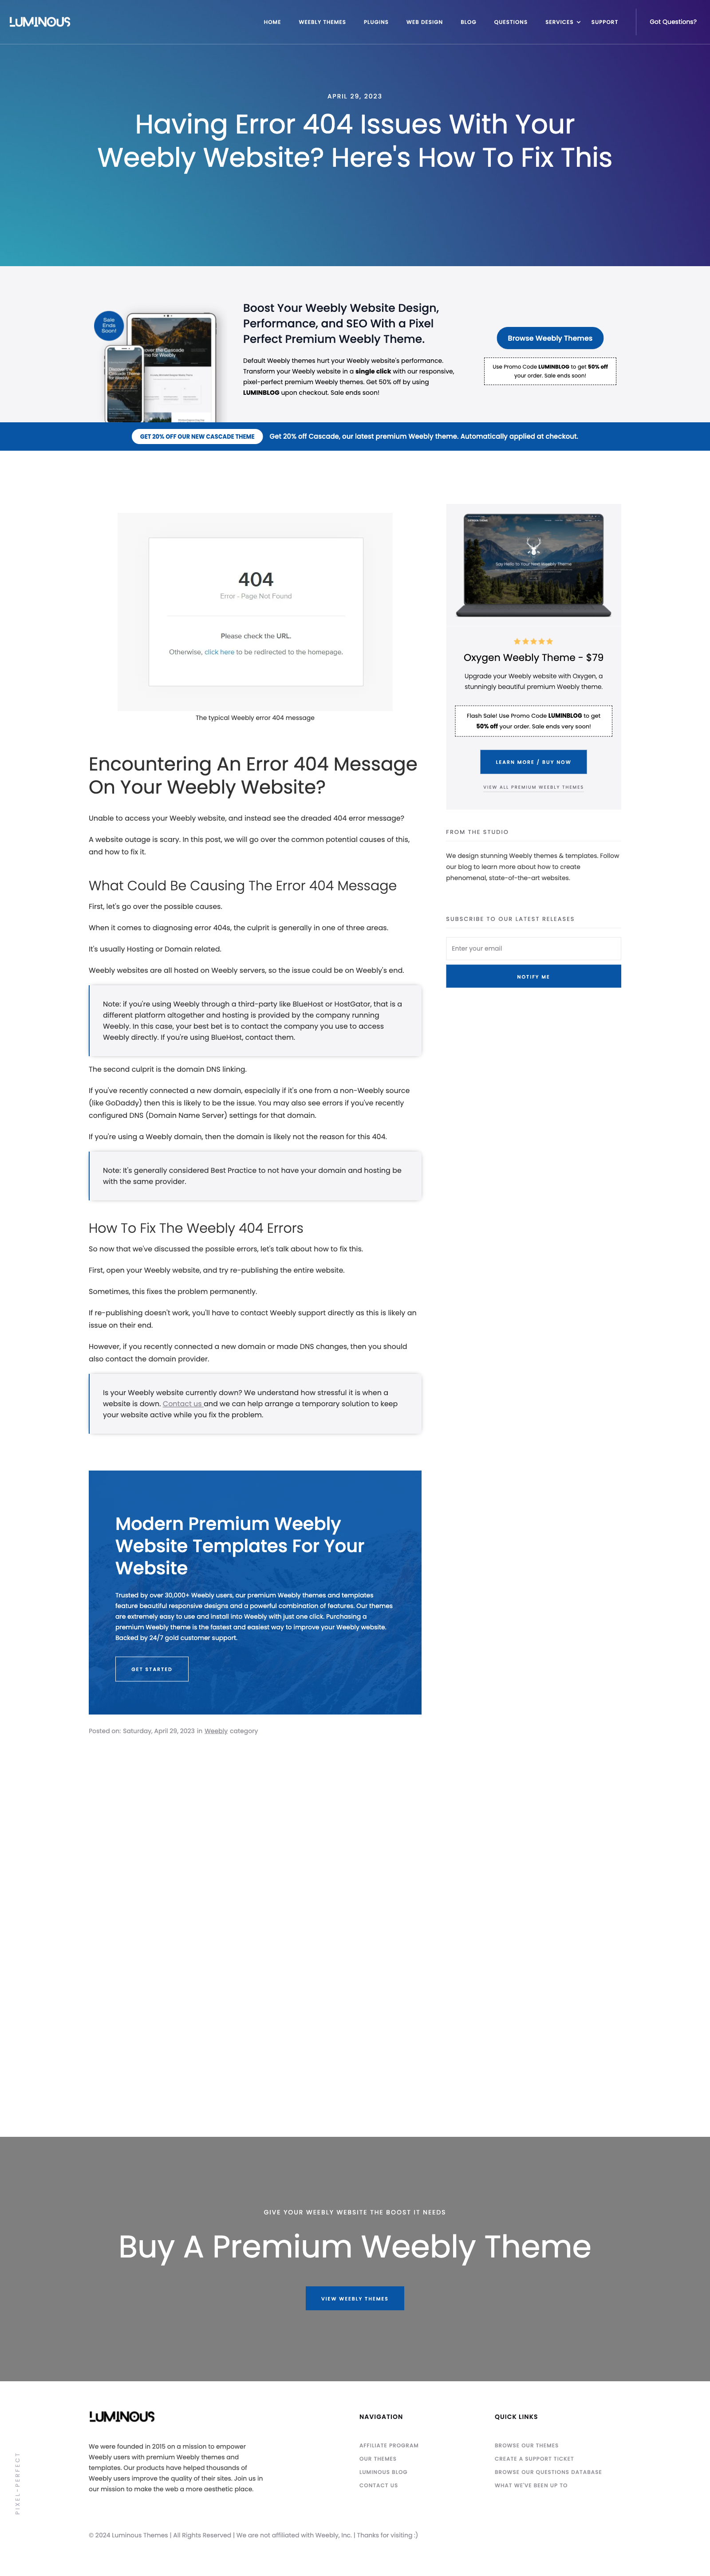 LUMINOUS
HOME
WEEBLY THEMES
PLUGINS
WEB DESIGN
BLOG
QUESTIONS
SERVICES
SUPPORT
Got Questions?
APRIL 29, 2023
Having Error 404 Issues With Your
Weebly Website? Here's How To Fix This
Sale
Ends
Soon!
Boost Your Weebly Website Design,
Performance, and SEO With a Pixel
Perfect Premium Weebly Theme.
Default Weebly themes hurt your Weebly website's performance.
Transform your Weebly website in a single click with our responsive,
pixel-perfect premium Weebly themes. Get 50% off by using
LUMINBLOG upon checkout. Sale ends soon!
Browse Weebly Themes
Use Promo Code LUMINBLOG to get 50% off
your order. Sale ends soon!
GET 20% OFF OUR NEW CASCADE THEME
Get 20% off Cascade, our latest premium Weebly theme. Automatically applied at checkout.
404
Error - Page Not Found
Please check the URL.
Otherwise, click here to be redirected to the homepage.
The typical Weebly error 404 message
Encountering An Error 404 Message
On Your Weebly Website?
Unable to access your Weebly website, and instead see the dreaded 404 error message?
A website outage is scary. In this post, we will go over the common potential causes of this,
and how to fix it.
What Could Be Causing The Error 404 Message
First, let's go over the possible causes.
When it comes to diagnosing error 404s, the culprit is generally in one of three areas.
It's usually Hosting or Domain related.
Weebly websites are all hosted on Weebly servers, so the issue could be on Weebly's end.
Note: if you're using Weebly through a third-party like BlueHost or HostGator, that is a
different platform altogether and hosting is provided by the company running
Weebly. In this case, your best bet is to contact the company you use to access
Weebly directly. If you're using BlueHost, contact them.
The second culprit is the domain DNS linking.
If you've recently connected a new domain, especially if it's one from a non-Weebly source
(like GoDaddy) then this is likely to be the issue. You may also see errors if you've recently
configured DNS (Domain Name Server) settings for that domain.
If you're using a Weebly domain, then the domain is likely not the reason for this 404.
Note: It's generally considered Best Practice to not have your domain and hosting be
with the same provider.
How To Fix The Weebly 404 Errors
So now that we've discussed the possible errors, let's talk about how to fix this.
First, open your Weebly website, and try re-publishing the entire website.
Sometimes, this fixes the problem permanently.
If re-publishing doesn't work, you'll have to contact Weebly support directly as this is likely an
issue on their end.
However, if you recently connected a new domain or made DNS changes, then you should
also contact the domain provider.
Is your Weebly website currently down? We understand how stressful it is when a
website is down. Contact us and we can help arrange a temporary solution to keep
your website active while you fix the problem.
Modern Premium Weebly
Website Templates For Your
Website
Trusted by over 30,000+ Weebly users, our premium Weebly themes and templates
feature beautiful responsive designs and a powerful combination of features. Our themes
are extremely easy to use and install into Weebly with just one click. Purchasing a
premium Weebly theme is the fastest and easiest way to improve your Weebly website.
Backed by 24/7 gold customer support.
GET STARTED
Posted on: Saturday, April 29, 2023 in Weebly category
Say Hello to Your Next Weebly Theme
Oxygen Weebly Theme - $79
Upgrade your Weebly website with Oxygen, a
stunningly beautiful premium Weebly theme.
Flash Sale! Use Promo Code LUMINBLOG to get
50% off your order. Sale ends very soon!
LEARN MORE / BUY NOW
VIEW ALL PREMIUM WEEBLY THEMES
FROM THE STUDIO
We design stunning Weebly themes & templates. Follow
our blog to learn more about how to create
phenomenal, state-of-the-art websites.
SUBSCRIBE TO OUR LATEST RELEASES
Enter your email
NOTIFY ME
GIVE YOUR WEEBLY WEBSITE THE BOOST IT NEEDS
Buy A Premium Weebly Theme
VIEW WEEBLY THEMES
PIXEL-PERFECT
LUMINOUS
We were founded in 2015 on a mission to empower
Weebly users with premium Weebly themes and
templates. Our products have helped thousands of
Weebly users improve the quality of their sites. Join us in
our mission to make the web a more aesthetic place.
NAVIGATION
AFFILIATE PROGRAM
OUR THEMES
LUMINOUS BLOG
CONTACT US
QUICK LINKS
BROWSE OUR THEMES
CREATE A SUPPORT TICKET
BROWSE OUR QUESTIONS DATABASE
WHAT WE'VE BEEN UP TO
© 2024 Luminous Themes | All Rights Reserved | We are not affiliated with Weebly, Inc. | Thanks for visiting :)